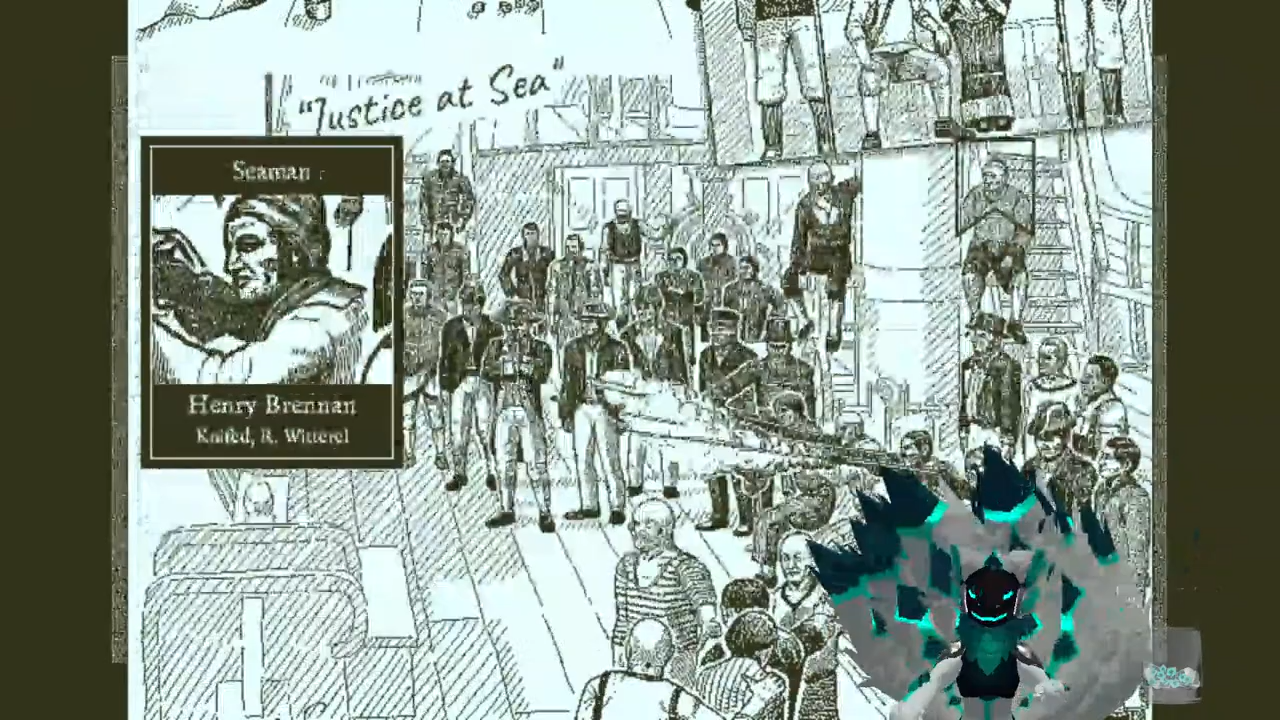 "Justice at Sea"
Seaman
Henry Brennan
Knifed, R. Witterel